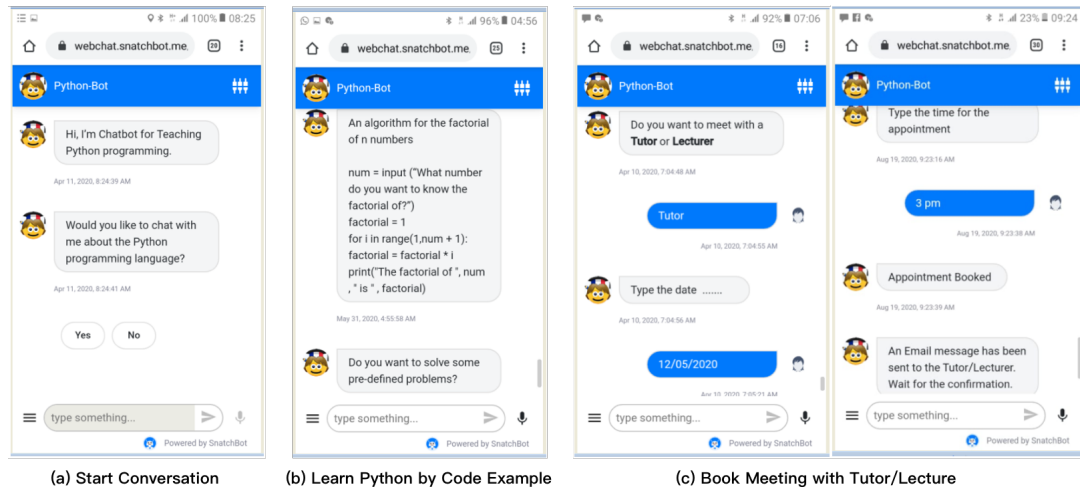 100% 08:25
webchat.snatchbot.me
20
Python-Bot
Hi, I'm Chatbot for Teaching
Python programming.
Apr 11, 2020, 8:24:39 AM
Would you like to chat with
me about the Python
programming language?
Apr 11, 2020, 8:24:41 AM
Yes No
type something...
Powered by SnatchBot
(a) Start Conversation
96% 04:56
webchat.snatchbot.me
25
Python-Bot
An algorithm for the factorial
of n numbers
num = input ("What number
do you want to know the
factorial of?")
factorial = 1
for i in range(1,num + 1):
factorial = factorial * i
print("The factorial of ", num
, " is " , factorial)
May 31, 2020, 4:55:58 AM
Do you want to solve some
pre-defined problems?
type something...
Powered by SnatchBot
(b) Learn Python by Code Example
92% 07:06
webchat.snatchbot.me
16
Python-Bot
Do you want to meet with a
Tutor or Lecturer
Apr 10, 2020, 7:04:48 AM
Tutor
Apr 10, 2020, 7:04:55 AM
Type the date .......
Apr 10, 2020, 7:04:56 AM
12/05/2020
Apr 10, 2020, 7:05:21 AM
type something...
Powered by SnatchBot
23% 09:24
webchat.snatchbot.me
30
Python-Bot
Type the time for the
appointment
Aug 19, 2020, 9:23:16 AM
3 pm
Aug 19, 2020, 9:23:38 AM
Appointment Booked
Aug 19, 2020, 9:23:39 AM
An Email message has been
sent to the Tutor/Lecturer.
Wait for the confirmation.
type something...
Powered by SnatchBot
(c) Book Meeting with Tutor/Lecture